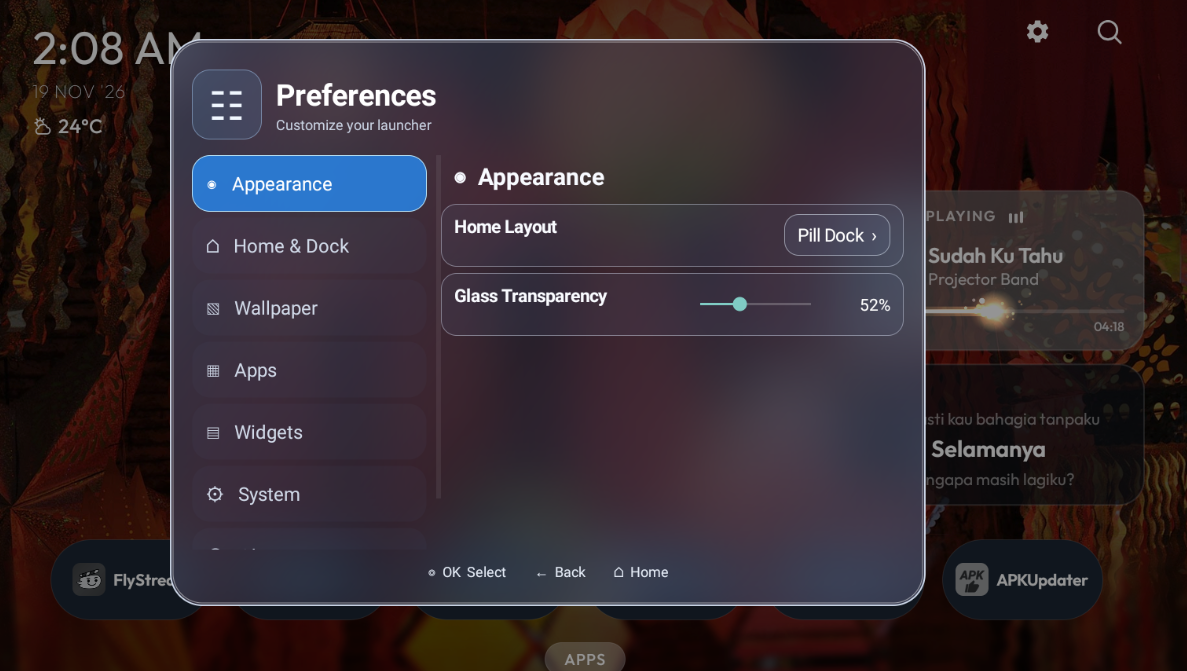 2:08 AM
19 NOV '26
24°C
Preferences
Customize your launcher
Appearance
Home & Dock
Wallpaper
Apps
Widgets
System
Appearance
Home Layout
Pill Dock ›
Glass Transparency
52%
OK Select
← Back
Home
PLAYING
Sudah Ku Tahu
Projector Band
04:18
sti kau bahagia tanpaku
Selamanya
ngapa masih lagiku?
FlyStrea
APK
APKUpdater
APPS